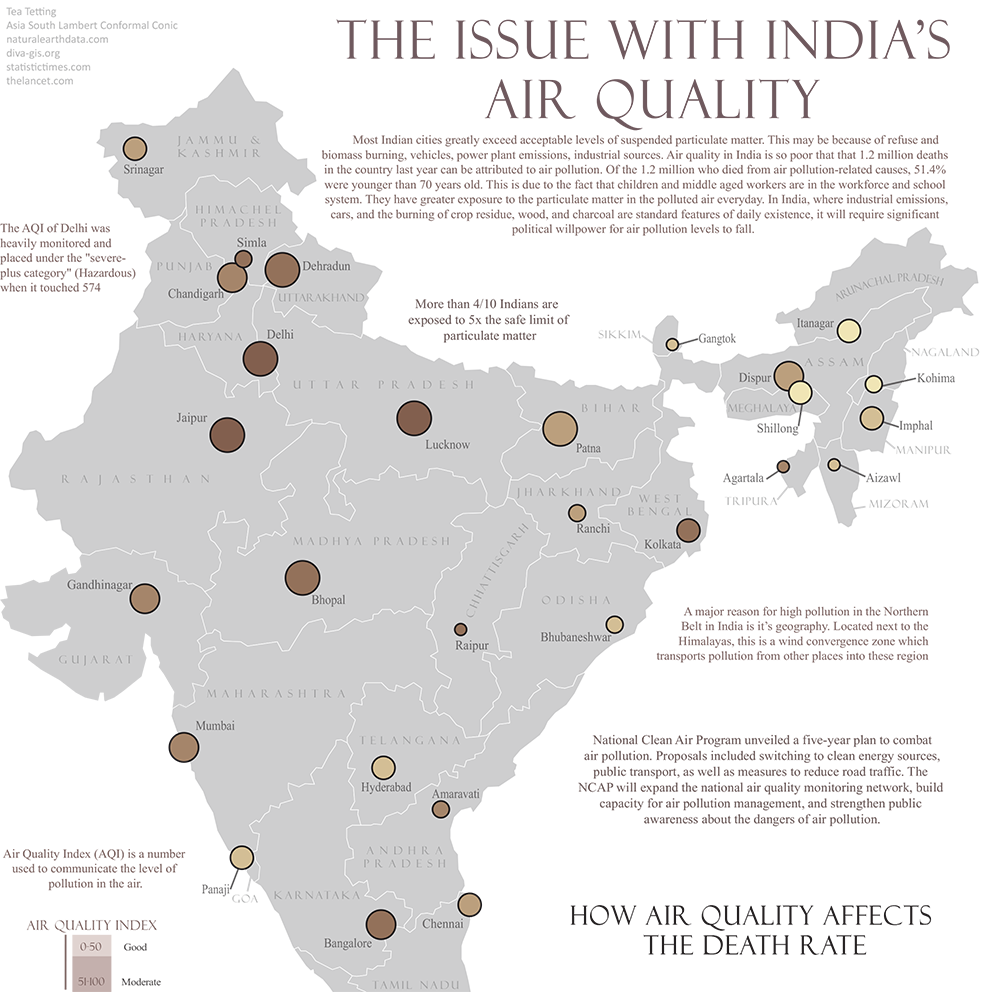 Tea Tetting
Asia South Lambert Conformal Conic
naturalearthdata.com
diva-gis.org
statistictimes.com
thelancet.com
THE ISSUE WITH INDIA'S
AIR QUALITY
Most Indian cities greatly exceed acceptable levels of suspended particulate matter. This may be because of refuse and
biomass burning, vehicles, power plant emissions, industrial sources. Air quality in India is so poor that that 1.2 million deaths
in the country last year can be attributed to air pollution. Of the 1.2 million who died from air pollution-related causes, 51.4%
were younger than 70 years old. This is due to the fact that children and middle aged workers are in the workforce and school
system. They have greater exposure to the particulate matter in the polluted air everyday. In India, where industrial emissions,
cars, and the burning of crop residue, wood, and charcoal are standard features of daily existence, it will require significant
political willpower for air pollution levels to fall.
JAMMU &
KASHMIR
Srinagar
HIMACHEL
PRADESH
The AQI of Delhi was
heavily monitored and
placed under the "severe-
plus category" (Hazardous)
when it touched 574
Simla
PUNJAB
Dehradun
Chandigarh
UTTARAKHAND
More than 4/10 Indians are
exposed to 5x the safe limit of
particulate matter
ARUNACHAL PRADESH
Itanagar
HARYANA
Delhi
SIKKIM
Gangtok
NAGALAND
ASSAM
Dispur
Kohima
UTTAR PRADESH
BIHAR
MEGHALAYA
Jaipur
Lucknow
Patna
Shillong
Imphal
MANIPUR
RAJASTHAN
Agartala
Aizawl
TRIPURA
MIZORAM
JHARKHAND
WEST
BENGAL
Ranchi
Kolkata
MADHYA PRADESH
CHHATTISGARH
Gandhinagar
Bhopal
ODISHA
Bhubaneshwar
Raipur
A major reason for high pollution in the Northern
Belt in India is it's geography. Located next to the
Himalayas, this is a wind convergence zone which
transports pollution from other places into these region
GUJARAT
MAHARASHTRA
Mumbai
TELANGANA
Hyderabad
Amaravati
National Clean Air Program unveiled a five-year plan to combat
air pollution. Proposals included switching to clean energy sources,
public transport, as well as measures to reduce road traffic. The
NCAP will expand the national air quality monitoring network, build
capacity for air pollution management, and strengthen public
awareness about the dangers of air pollution.
Air Quality Index (AQI) is a number
used to communicate the level of
pollution in the air.
ANDHRA
PRADESH
Panaji
GOA
KARNATAKA
Chennai
Bangalore
TAMIL NADU
AIR QUALITY INDEX
0-50 Good
51-100 Moderate
HOW AIR QUALITY AFFECTS
THE DEATH RATE